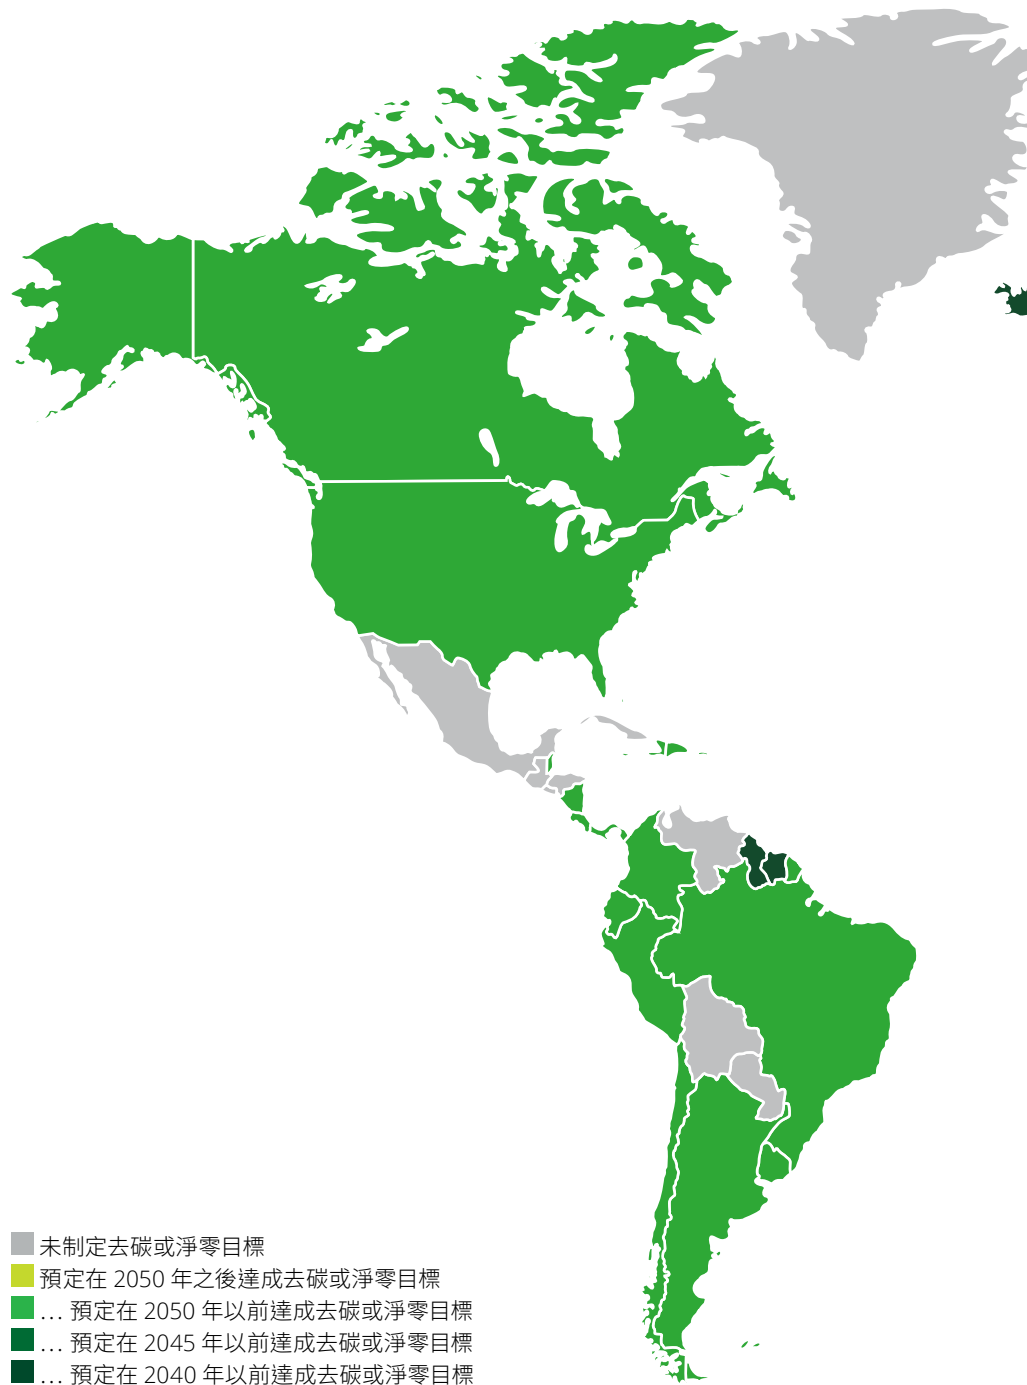 未制定去碳或淨零目標
預定在 2050 年之後達成去碳或淨零目標
... 預定在 2050 年以前達成去碳或淨零目標
... 預定在 2045 年以前達成去碳或淨零目標
... 預定在 2040 年以前達成去碳或淨零目標